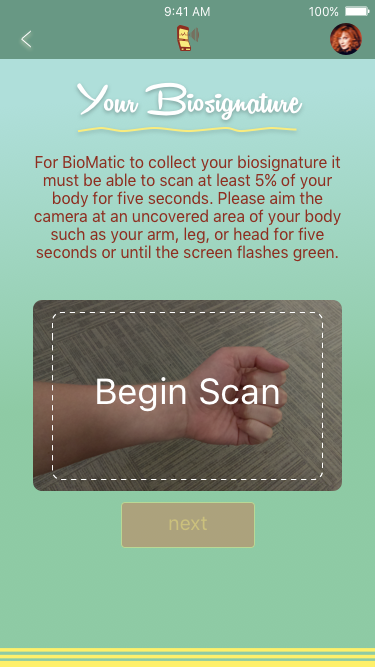 9:41 AM 100%
Your Biosignature
For BioMatic to collect your biosignature it
must be able to scan at least 5% of your
body for five seconds. Please aim the
camera at an uncovered area of your body
such as your arm, leg, or head for five
seconds or until the screen flashes green.
Begin Scan
next